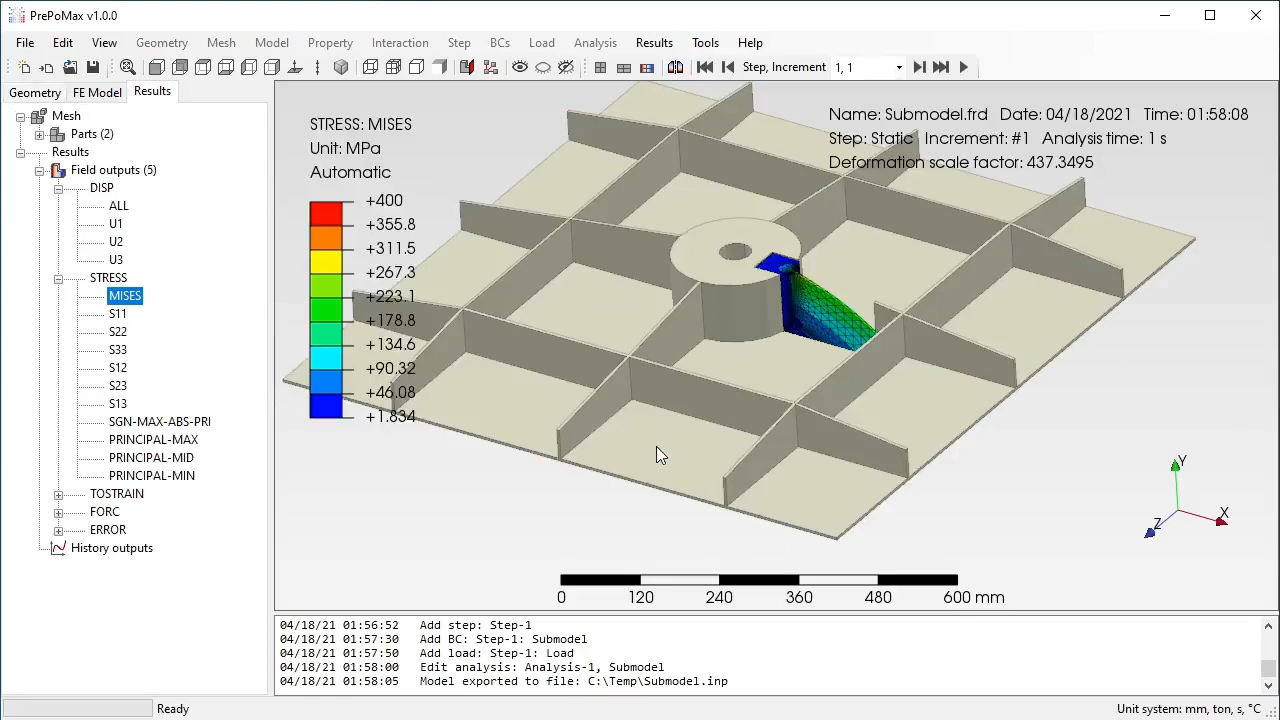 PrePoMax v1.0.0
File Edit View Geometry Mesh Model Property Interaction Step BCs Load Analysis Results Tools Help
Step, Increment 1, 1
Geometry FE Model Results
Mesh
Parts (2)
Results
Field outputs (5)
DISP
ALL
U1
U2
U3
STRESS
MISES
S11
S22
S33
S12
S23
S13
SGN-MAX-ABS-PRI
PRINCIPAL-MAX
PRINCIPAL-MID
PRINCIPAL-MIN
TOSTRAIN
FORC
ERROR
History outputs
STRESS: MISES
Unit: MPa
Automatic
+400
+355.8
+311.5
+267.3
+223.1
+178.8
+134.6
+90.32
+46.08
+1.834
Name: Submodel.frd Date: 04/18/2021 Time: 01:58:08
Step: Static Increment: #1 Analysis time: 1 s
Deformation scale factor: 437.3495
Y
X
Z
0 120 240 360 480 600 mm
04/18/21 01:56:52 Add step: Step-1
04/18/21 01:57:30 Add BC: Step-1: Submodel
04/18/21 01:57:50 Add load: Step-1: Load
04/18/21 01:58:00 Edit analysis: Analysis-1, Submodel
04/18/21 01:58:05 Model exported to file: C:\Temp\Submodel.inp
Ready
Unit system: mm, ton, s, °C